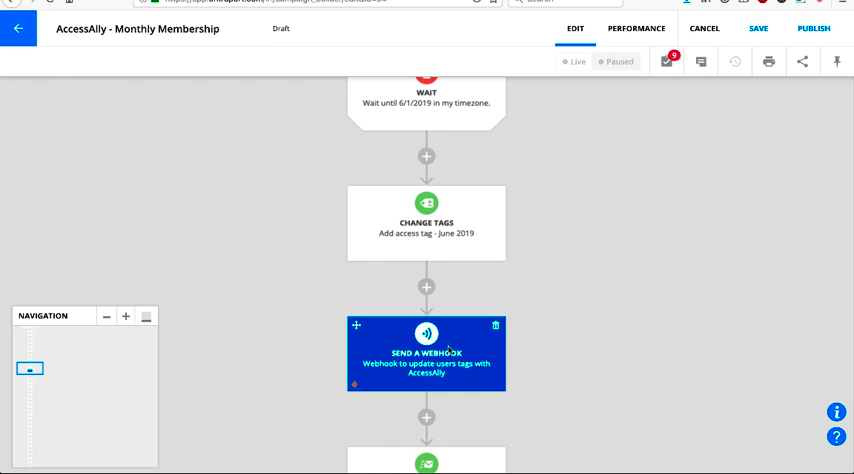 AccessAlly - Monthly Membership
Draft
EDIT
PERFORMANCE
CANCEL
SAVE
PUBLISH
Live
Paused
9
WAIT
Wait until 6/1/2019 in my timezone.
CHANGE TAGS
Add access tag - June 2019
NAVIGATION
SEND A WEBHOOK
Webhook to update users tags with
AccessAlly